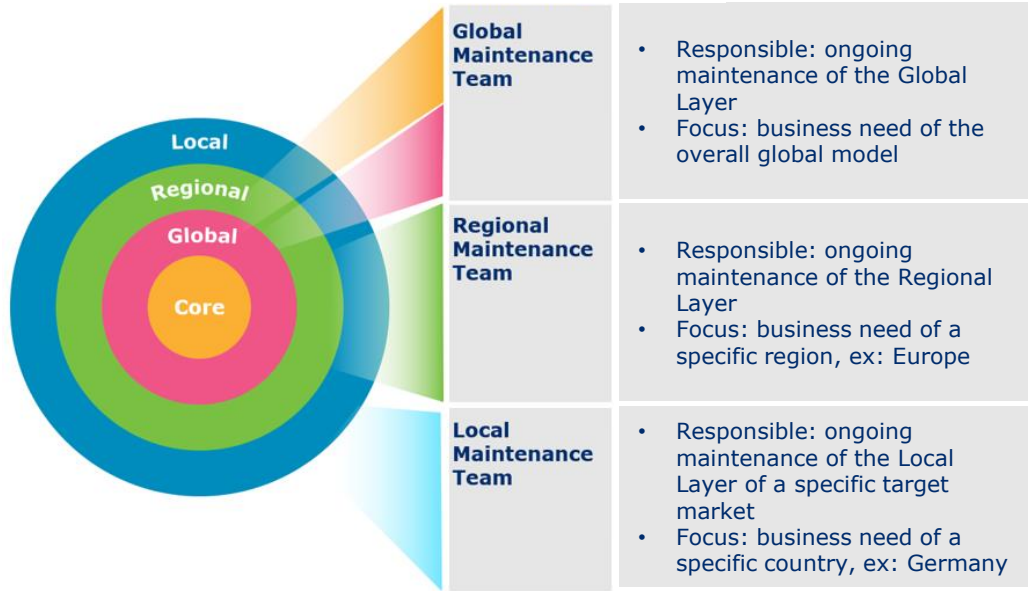 Local
Regional
Global
Core
Global
Maintenance
Team
• Responsible: ongoing
maintenance of the Global
Layer
• Focus: business need of the
overall global model
Regional
Maintenance
Team
• Responsible: ongoing
maintenance of the Regional
Layer
• Focus: business need of a
specific region, ex: Europe
Local
Maintenance
Team
• Responsible: ongoing
maintenance of the Local
Layer of a specific target
market
• Focus: business need of a
specific country, ex: Germany